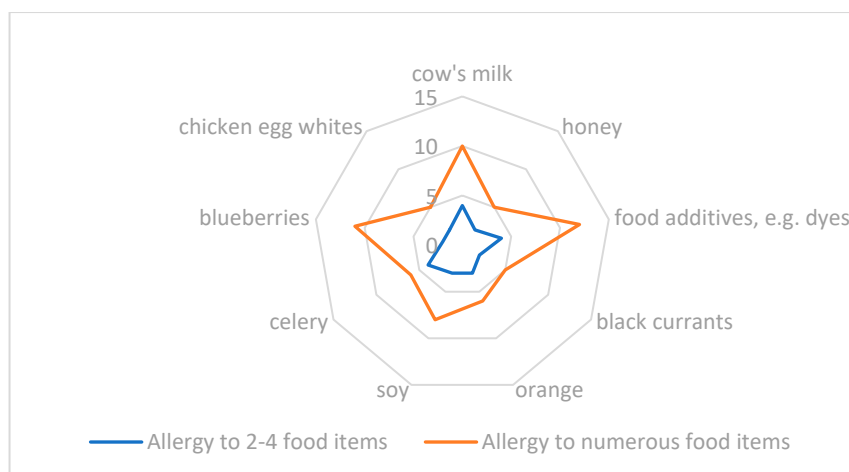 cow's milk
15
chicken egg whites
honey
10
5
blueberries
food additives, e.g. dyes
0
celery
black currants
soy
orange
Allergy to 2-4 food items
Allergy to numerous food items